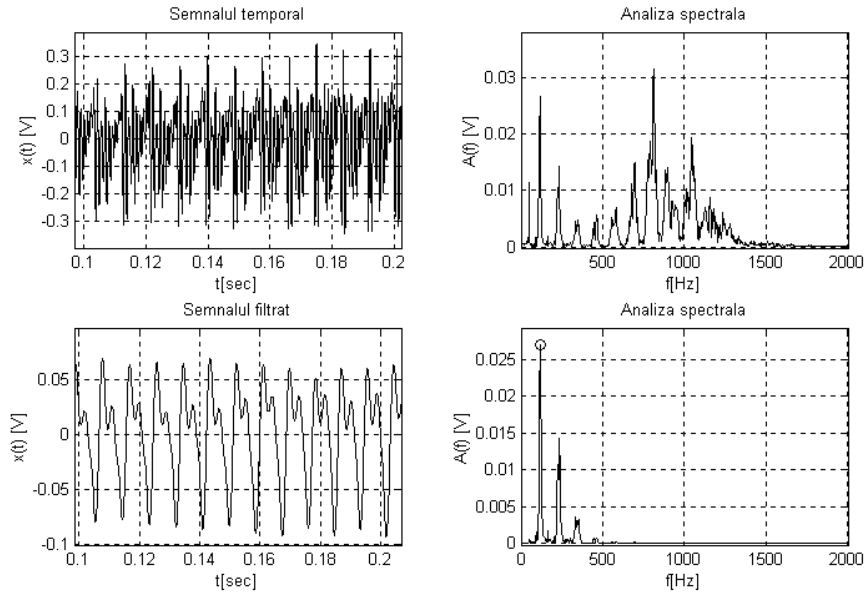 Semnalul temporal
x(t) [V]
0.3
0.2
0.1
0
-0.1
-0.2
-0.3
0.1 0.12 0.14 0.16 0.18 0.2
t[sec]
Analiza spectrala
A(f) [V]
0.03
0.02
0.01
0
0 500 1000 1500 2000
f[Hz]
Semnalul filtrat
x(t) [V]
0.05
0
-0.05
-0.1
0.1 0.12 0.14 0.16 0.18 0.2
t[sec]
Analiza spectrala
A(f) [V]
0.025
0.02
0.015
0.01
0.005
0
0 500 1000 1500 2000
f[Hz]